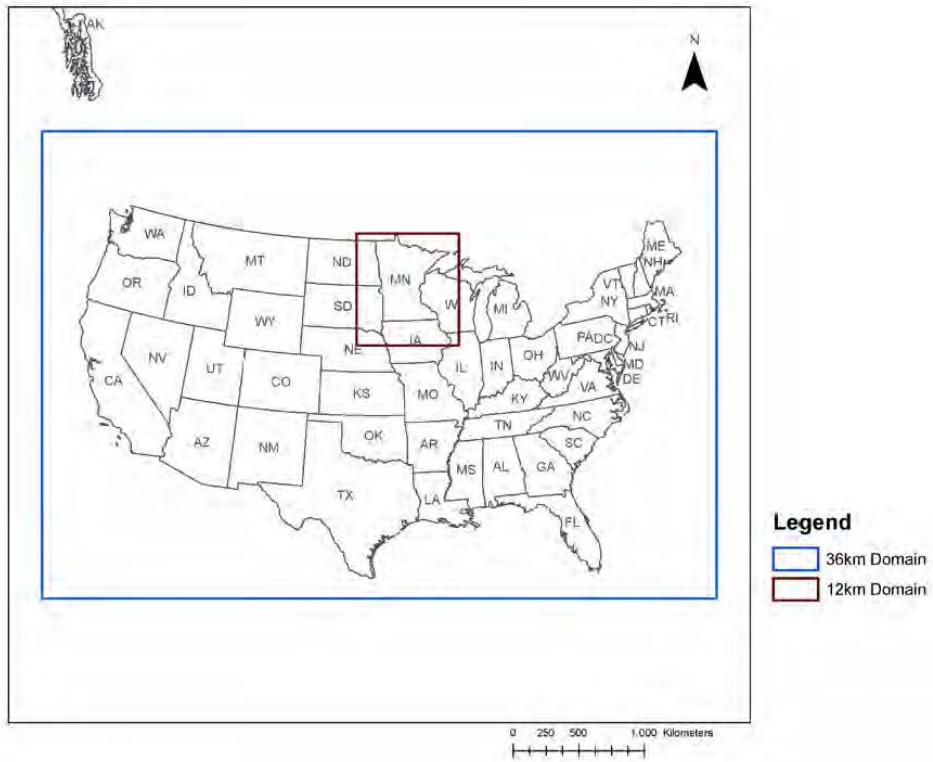 AK
N
WA
MT
ND
MN
ME
NH
OR
ID
SD
WI
MI
VT
NY
MA
WY
CT
RI
NE
IA
PA
DC
NJ
NV
UT
CO
IL
IN
OH
MD
DE
WV
CA
KS
MO
KY
VA
TN
NC
AZ
NM
OK
AR
SC
MS
AL
GA
TX
LA
FL
Legend
36km Domain
12km Domain
0 250 500 1,000 Kilometers